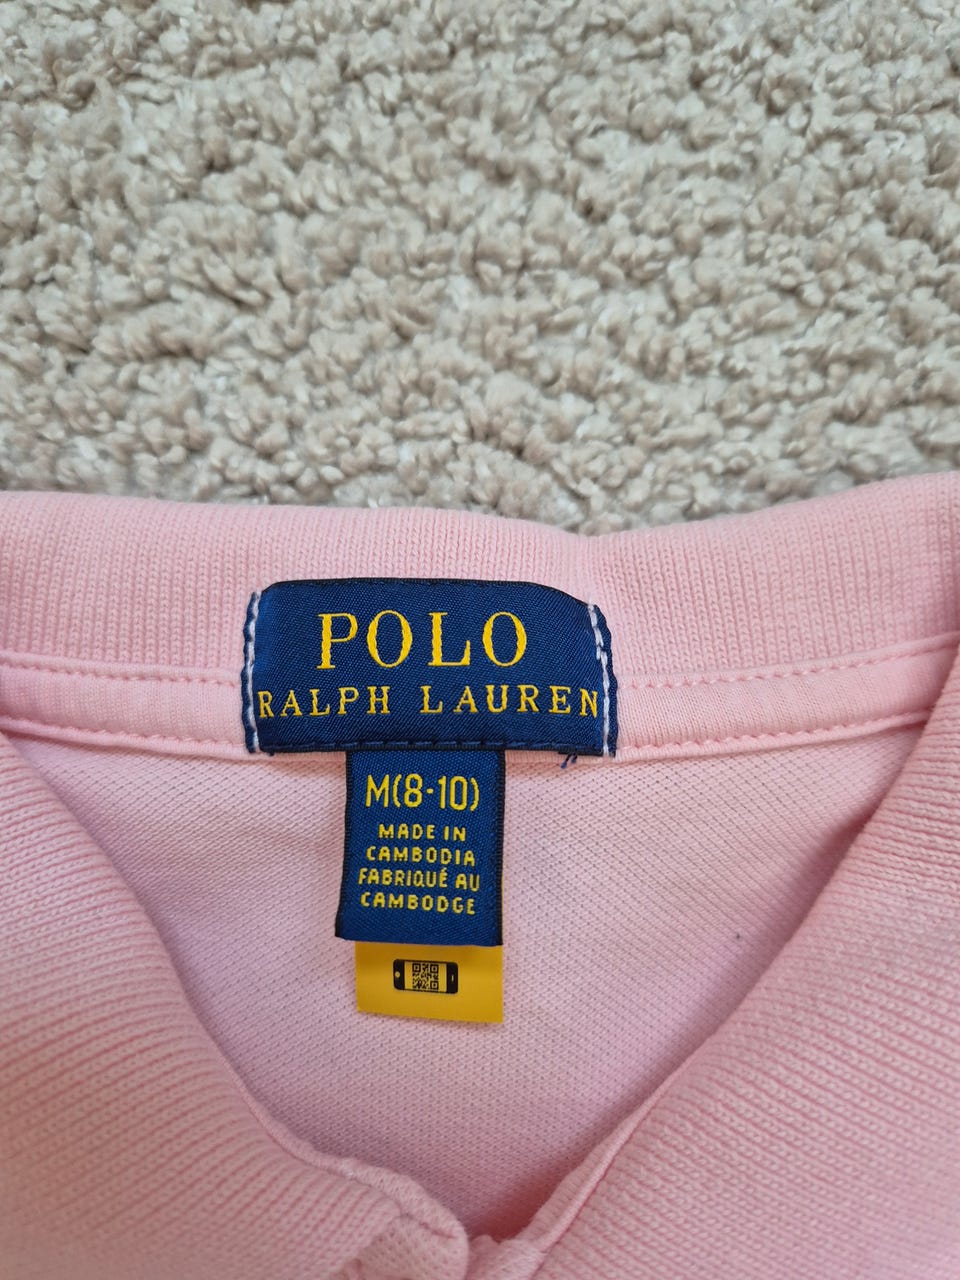 POLO
RALPH LAUREN
M(8-10)
MADE IN
CAMBODIA
FABRIQUÉ AU
CAMBODGE